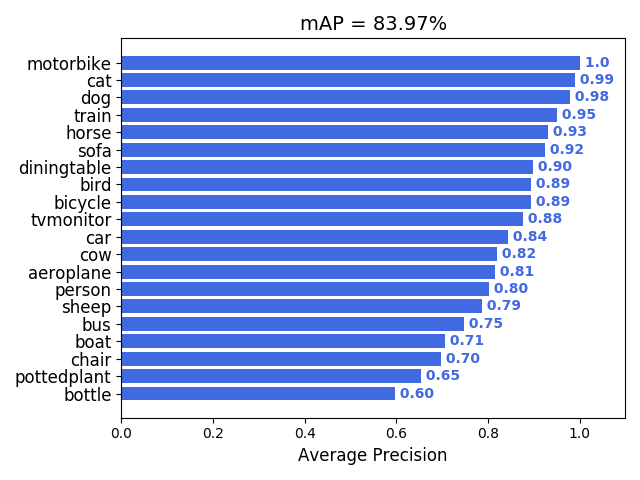 mAP = 83.97%
motorbike 1.0
cat 0.99
dog 0.98
train 0.95
horse 0.93
sofa 0.92
diningtable 0.90
bird 0.89
bicycle 0.89
tvmonitor 0.88
car 0.84
cow 0.82
aeroplane 0.81
person 0.80
sheep 0.79
bus 0.75
boat 0.71
chair 0.70
pottedplant 0.65
bottle 0.60
0.0 0.2 0.4 0.6 0.8 1.0
Average Precision